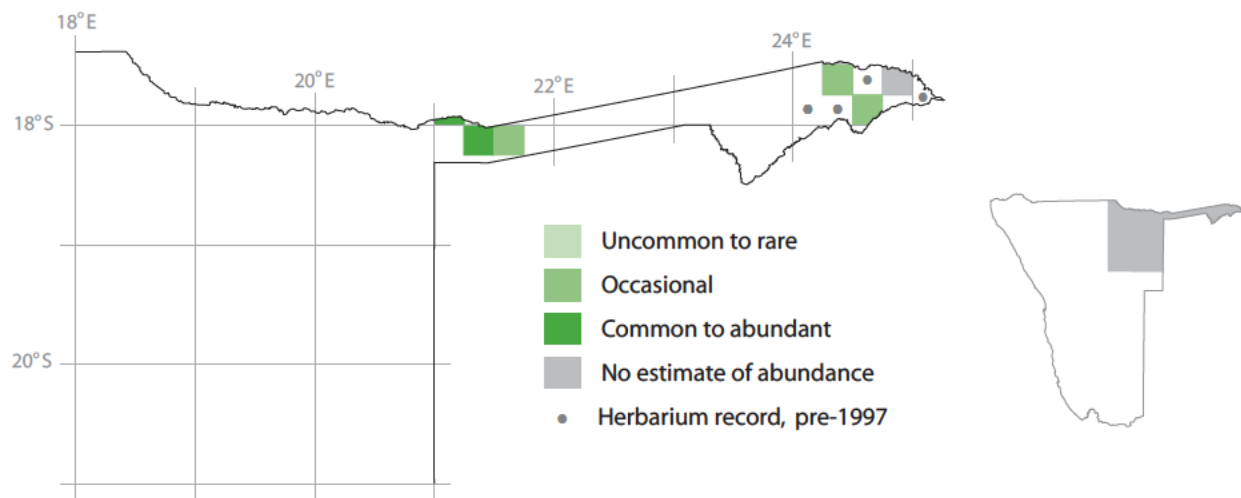 18°E
20°E
22°E
24°E
18°S
20°S
Uncommon to rare
Occasional
Common to abundant
No estimate of abundance
Herbarium record, pre-1997